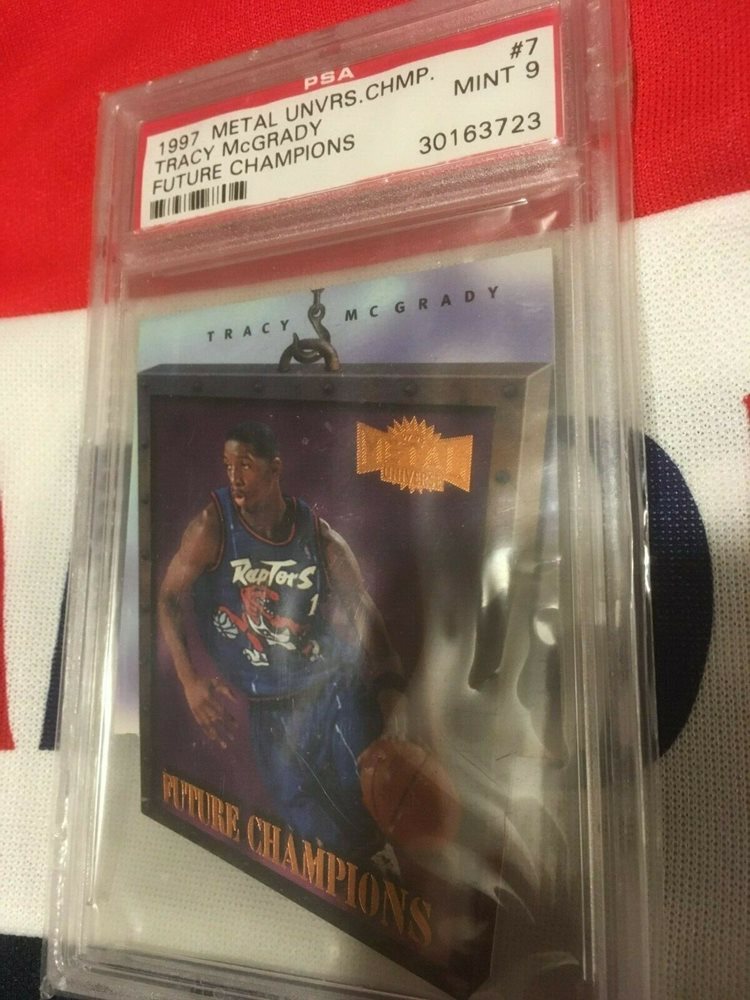 PSA
1997 METAL UNVRS.CHMP. #7
TRACY McGRADY MINT 9
FUTURE CHAMPIONS 30163723
TRACY MCGRADY
METAL
UNIVERSE
RAPTORS
1
FUTURE CHAMPIONS